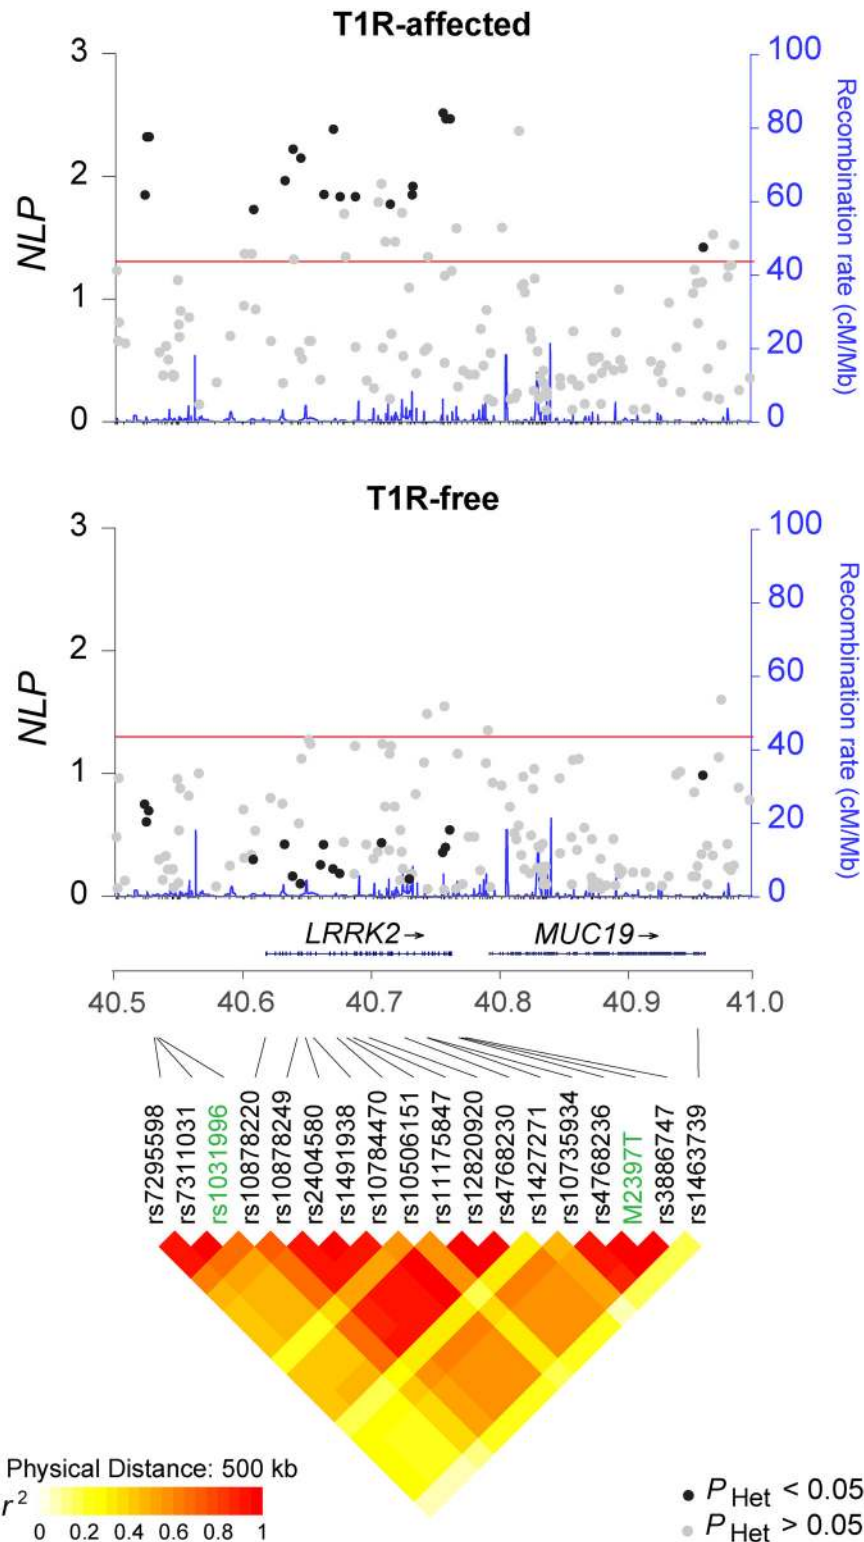 T1R-affected
3
2
1
0
NLP
100
80
60
40
20
0
Recombination rate (cM/Mb)
T1R-free
3
2
1
0
NLP
100
80
60
40
20
0
Recombination rate (cM/Mb)
LRRK2→ MUC19→
40.5 40.6 40.7 40.8 40.9 41.0
rs7295598
rs7311031
rs1031996
rs10878220
rs10878249
rs2404580
rs1491938
rs10784470
rs10506151
rs11175847
rs12820920
rs4768230
rs1427271
rs10735934
rs4768236
M2397T
rs3886747
rs1463739
Physical Distance: 500 kb
r²
0 0.2 0.4 0.6 0.8 1
P Het < 0.05
P Het > 0.05